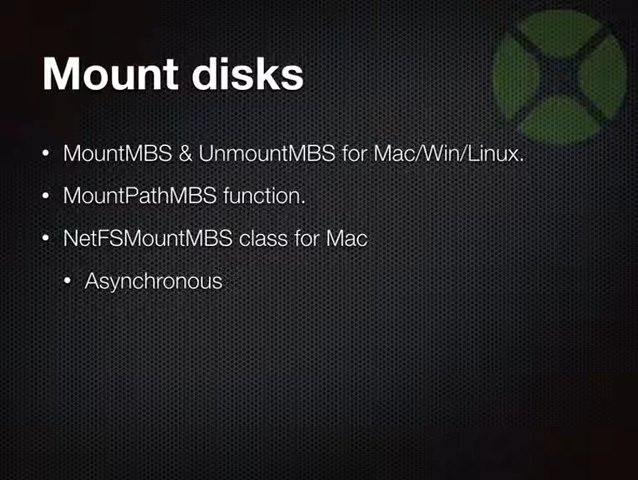 Mount disks
• MountMBS & UnmountMBS for Mac/Win/Linux.
• MountPathMBS function.
• NetFSMountMBS class for Mac
• Asynchronous